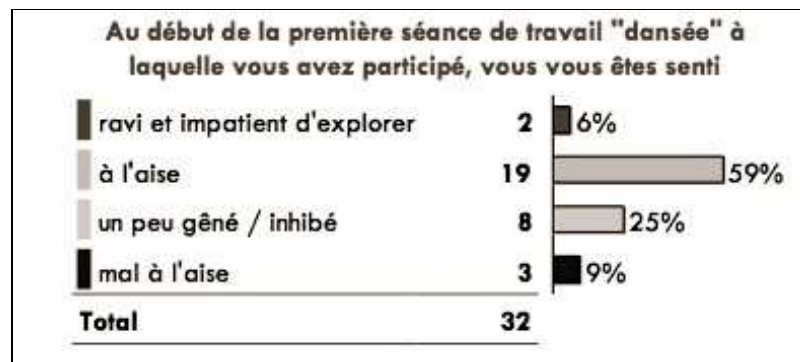 Au début de la première séance de travail "dansée" à
laquelle vous avez participé, vous vous êtes senti
ravi et impatient d'explorer 2 6%
à l'aise 19 59%
un peu gêné / inhibé 8 25%
mal à l'aise 3 9%
Total 32